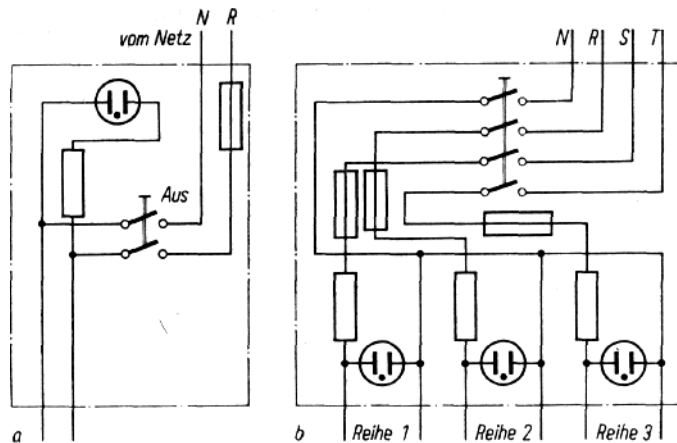 N R
vom Netz
Aus
a
N R S T
b Reihe 1 Reihe 2 Reihe 3